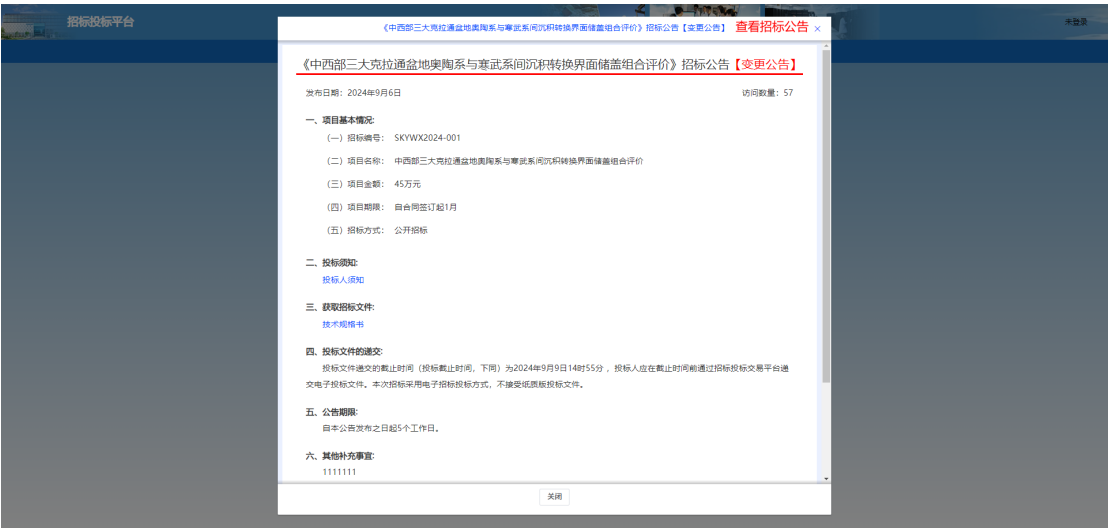 招标投标平台
未登录
《中西部三大克拉通盆地奥陶系与寒武系间沉积转换界面储盖组合评价》招标公告【变更公告】 查看招标公告 ×
《中西部三大克拉通盆地奥陶系与寒武系间沉积转换界面储盖组合评价》招标公告【变更公告】
发布日期：2024年9月6日 访问数量：57
一、项目基本情况:
（一）招标编号： SKYWX2024-001
（二）项目名称： 中西部三大克拉通盆地奥陶系与寒武系间沉积转换界面储盖组合评价
（三）项目金额： 45万元
（四）项目期限： 自合同签订起1月
（五）招标方式： 公开招标
二、投标须知:
投标人须知
三、获取招标文件:
技术规格书
四、投标文件的递交:
投标文件递交的截止时间（投标截止时间，下同）为2024年9月9日14时55分 ，投标人应在截止时间前通过招标投标交易平台递
交电子投标文件。本次招标采用电子招标投标方式，不接受纸质版投标文件。
五、公告期限:
自本公告发布之日起5个工作日。
六、其他补充事宜:
1111111
关闭